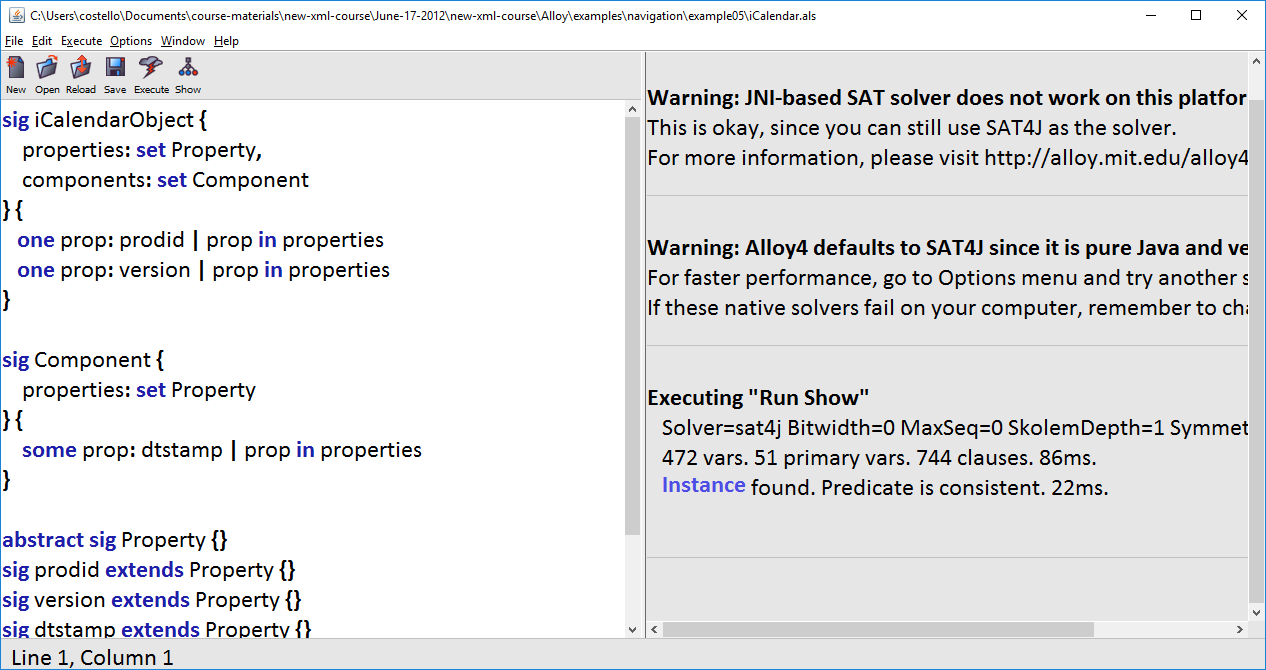 C:\Users\costello\Documents\course-materials\new-xml-course\June-17-2012\new-xml-course\Alloy\examples\navigation\example05\iCalendar.als
File Edit Execute Options Window Help
New Open Reload Save Execute Show
sig iCalendarObject {
properties: set Property,
components: set Component
} {
one prop: prodid | prop in properties
one prop: version | prop in properties
}
sig Component {
properties: set Property
} {
some prop: dtstamp | prop in properties
}
abstract sig Property {}
sig prodid extends Property {}
sig version extends Property {}
sig dtstamp extends Property {}
Warning: JNI-based SAT solver does not work on this platfor
This is okay, since you can still use SAT4J as the solver.
For more information, please visit http://alloy.mit.edu/alloy4
Warning: Alloy4 defaults to SAT4J since it is pure Java and ve
For faster performance, go to Options menu and try another s
If these native solvers fail on your computer, remember to cha
Executing "Run Show"
Solver=sat4j Bitwidth=0 MaxSeq=0 SkolemDepth=1 Symmet
472 vars. 51 primary vars. 744 clauses. 86ms.
Instance found. Predicate is consistent. 22ms.
Line 1, Column 1